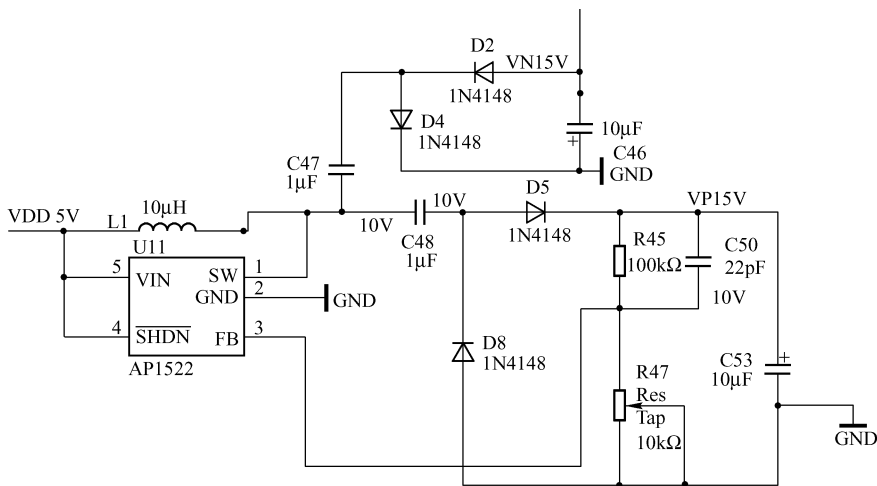 D2
VN15V
1N4148
D4
1N4148
10μF
C46
GND
C47
1μF
D5
10V
VP15V
VDD 5V
L1
10μH
10V
C48
1μF
1N4148
R45
100kΩ
C50
22pF
10V
U11
5
VIN
SW
1
GND
2
GND
4
SHDN
FB
3
AP1522
D8
1N4148
R47
Res
Tap
10kΩ
C53
10μF
+
+
GND